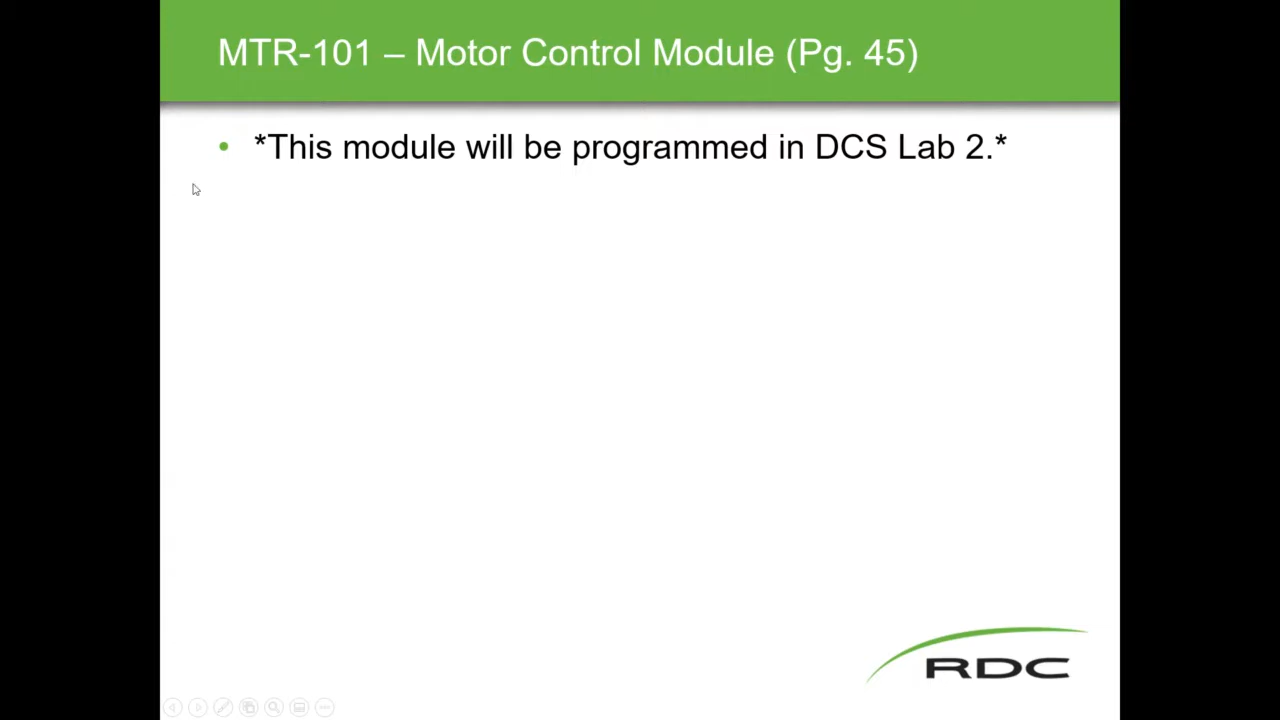 MTR-101 – Motor Control Module (Pg. 45)
• *This module will be programmed in DCS Lab 2.*
RDC